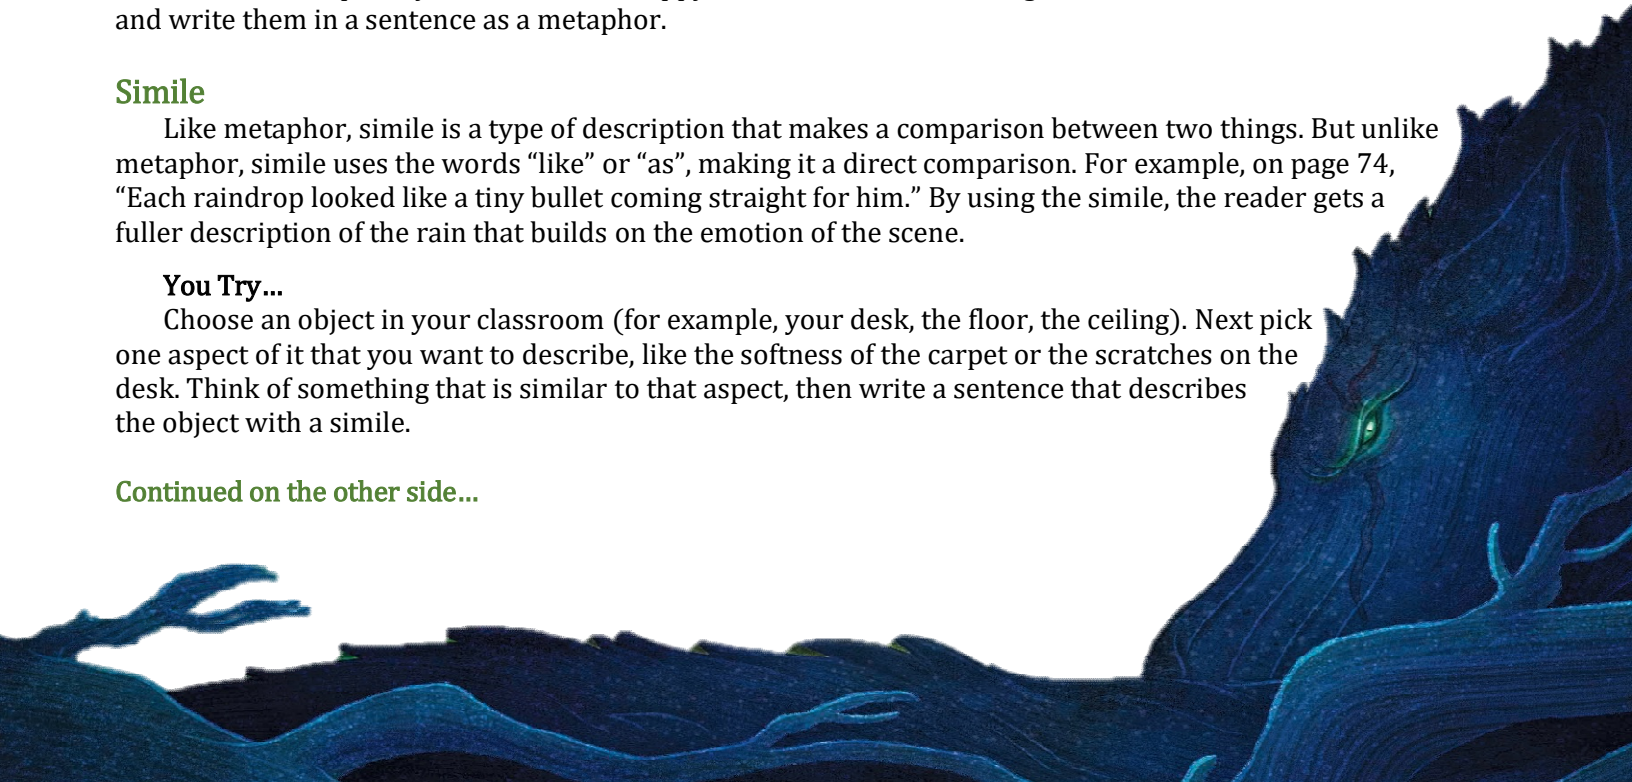 and write them in a sentence as a metaphor.
Simile
Like metaphor, simile is a type of description that makes a comparison between two things. But unlike
metaphor, simile uses the words “like” or “as”, making it a direct comparison. For example, on page 74,
“Each raindrop looked like a tiny bullet coming straight for him.” By using the simile, the reader gets a
fuller description of the rain that builds on the emotion of the scene.
You Try…
Choose an object in your classroom (for example, your desk, the floor, the ceiling). Next pick
one aspect of it that you want to describe, like the softness of the carpet or the scratches on the
desk. Think of something that is similar to that aspect, then write a sentence that describes
the object with a simile.
Continued on the other side…